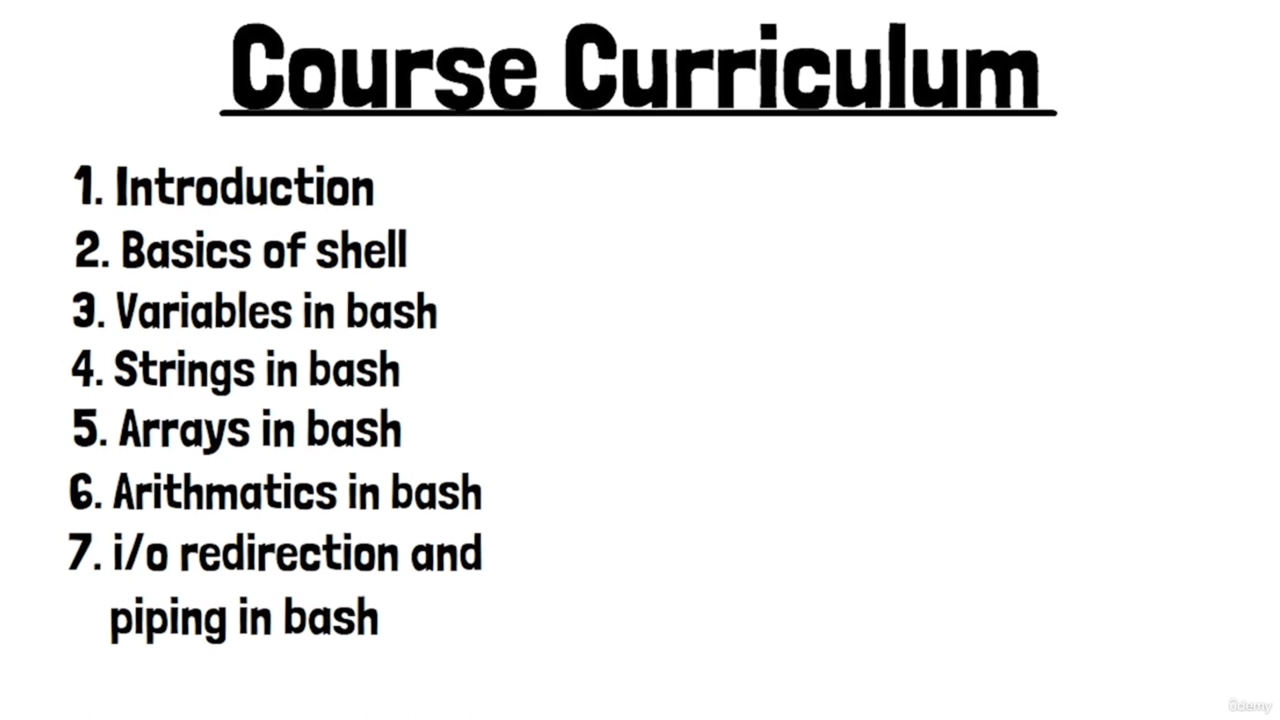 Course Curriculum
1. Introduction
2. Basics of shell
3. Variables in bash
4. Strings in bash
5. Arrays in bash
6. Arithmatics in bash
7. i/o redirection and
piping in bash
ûdemy